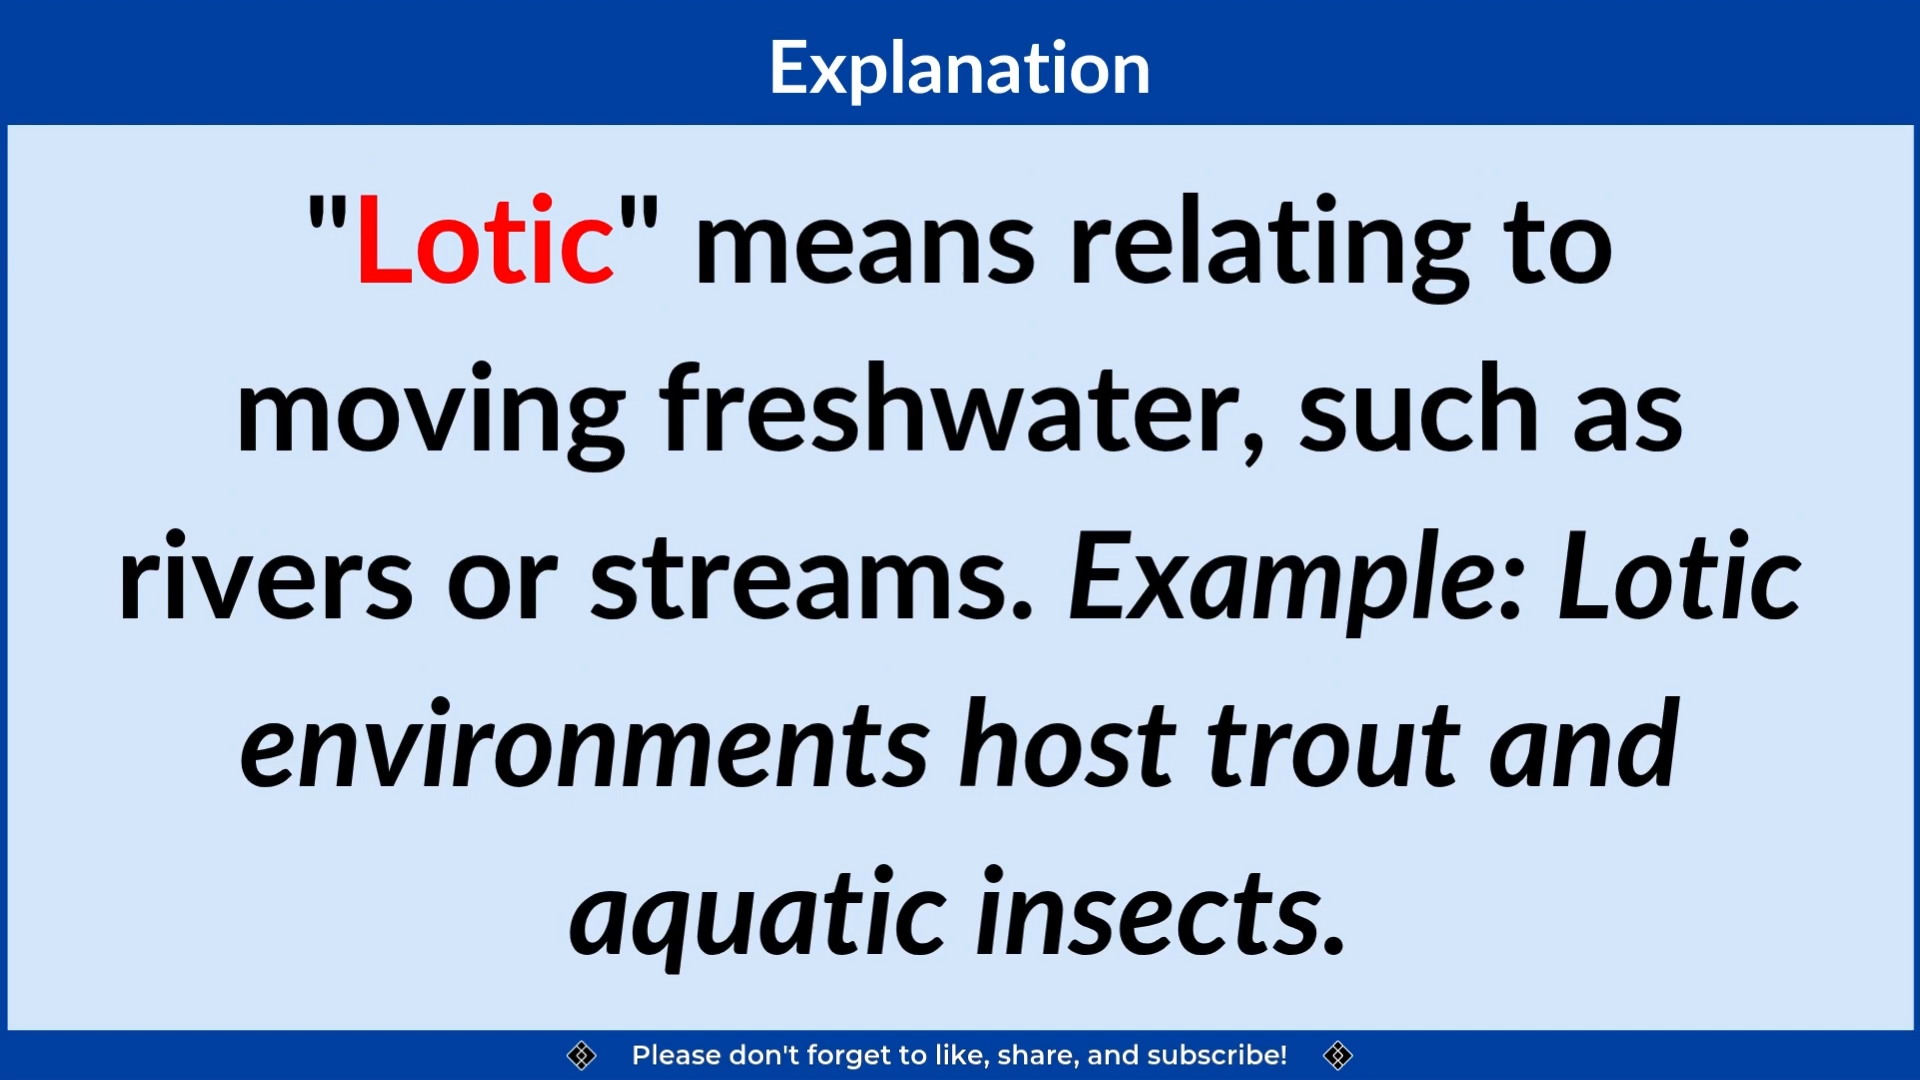 Explanation
"Lotic" means relating to
moving freshwater, such as
rivers or streams. Example: Lotic
environments host trout and
aquatic insects.
Please don't forget to like, share, and subscribe!